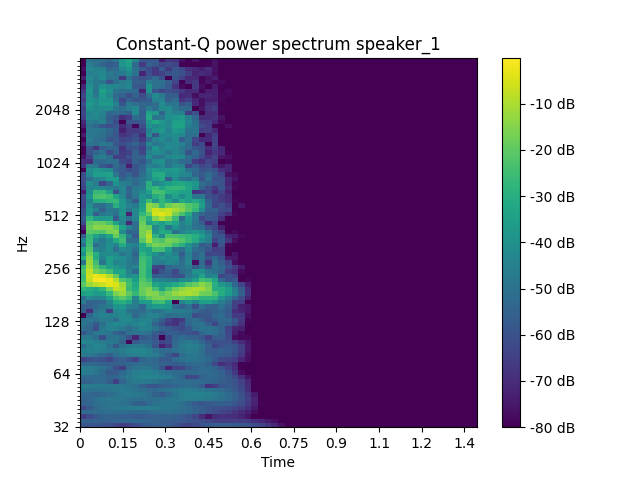 Constant-Q power spectrum speaker_1
2048
1024
512
256
128
64
32
Hz
0 0.15 0.3 0.45 0.6 0.75 0.9 1.1 1.2 1.4
Time
-10 dB
-20 dB
-30 dB
-40 dB
-50 dB
-60 dB
-70 dB
-80 dB